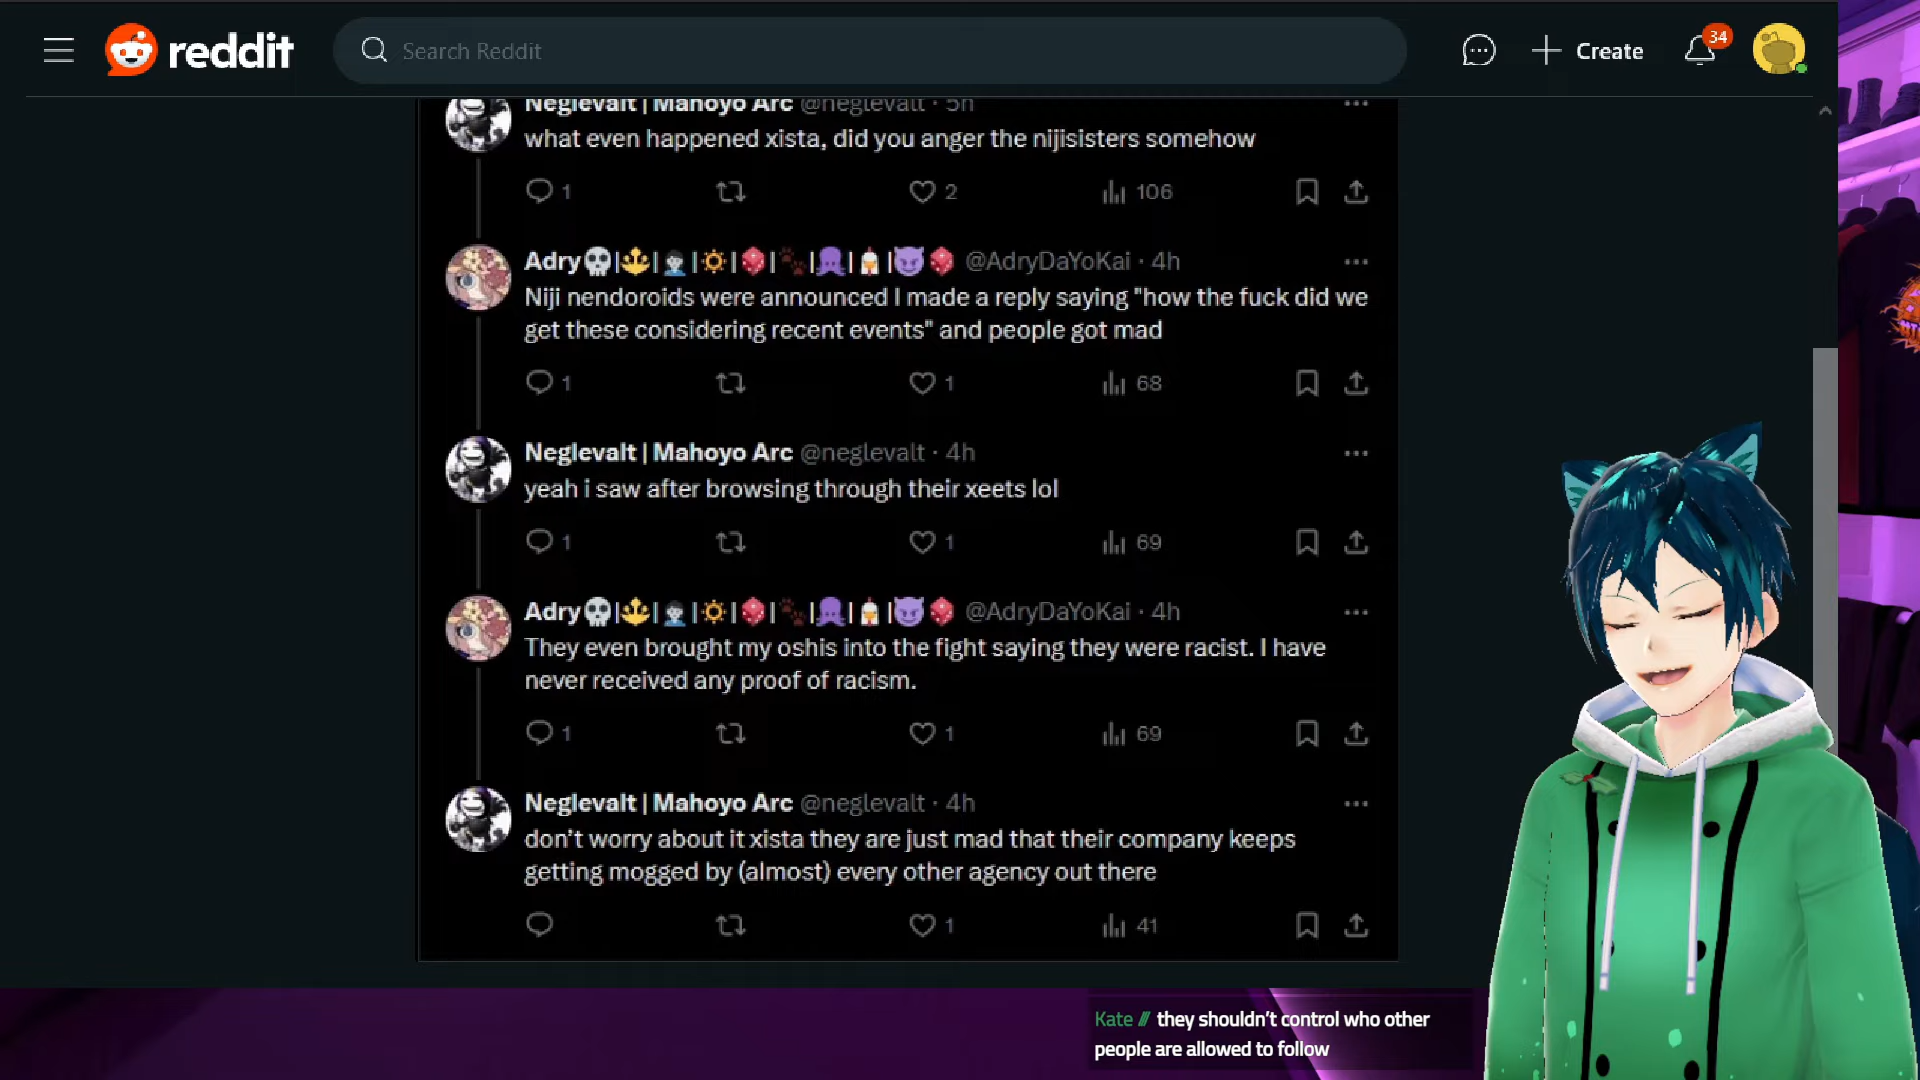 reddit
Search Reddit
Create
34
Neglevalt | Mahoyo Arc @neglevalt · 5h
what even happened xista, did you anger the nijisisters somehow
1 2 106
Adry💀|🔱|🧛🏻‍♂️|🔅|🎲|🐾|🐙|🐔|😈🎲 @AdryDaYoKai · 4h
Niji nendoroids were announced I made a reply saying "how the fuck did we
get these considering recent events" and people got mad
1 1 68
Neglevalt | Mahoyo Arc @neglevalt · 4h
yeah i saw after browsing through their xeets lol
1 1 69
Adry💀|🔱|🧛🏻‍♂️|🔅|🎲|🐾|🐙|🐔|😈🎲 @AdryDaYoKai · 4h
They even brought my oshis into the fight saying they were racist. I have
never received any proof of racism.
1 1 69
Neglevalt | Mahoyo Arc @neglevalt · 4h
don't worry about it xista they are just mad that their company keeps
getting mogged by (almost) every other agency out there
1 41
Kate // they shouldn't control who other
people are allowed to follow